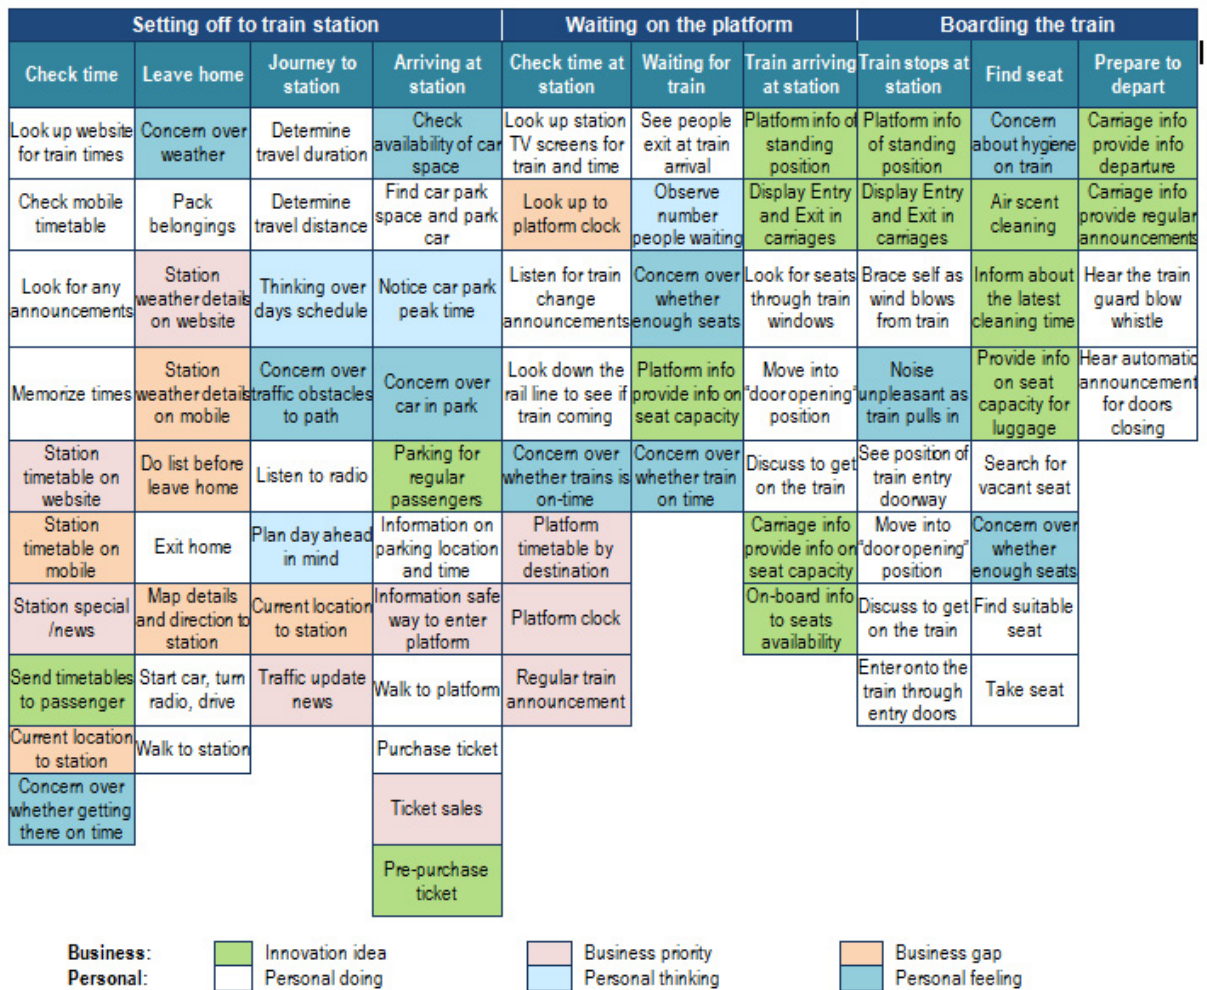 Setting off to train station
Waiting on the platform
Boarding the train
Check time
Leave home
Journey to
station
Arriving at
station
Check time at
station
Waiting for
train
Train arriving
at station
Train stops at
station
Find seat
Prepare to
depart
Look up website
for train times
Concern over
weather
Determine
travel duration
Check
availability of car
space
Look up station
TV screens for
train and time
See people
exit at train
arrival
Platform info of
standing
position
Platform info
of standing
position
Concern
about hygiene
on train
Carriage info
provide info
departure
Check mobile
timetable
Pack
belongings
Determine
travel distance
Find car park
space and park
car
Look up to
platform clock
Observe
number
people waiting
Display Entry
and Exit in
carriages
Display Entry
and Exit in
carriages
Air scent
cleaning
Carriage info
provide regular
announcements
Look for any
announcements
Station
weather details
on website
Thinking over
days schedule
Notice car park
peak time
Listen for train
change
announcements
Concern over
whether
enough seats
Look for seats
through train
windows
Brace self as
wind blows
from train
Inform about
the latest
cleaning time
Hear the train
guard blow
whistle
Memorize times
Station
weather details
on mobile
Concern over
traffic obstacles
to path
Concern over
car in park
Look down the
rail line to see if
train coming
Platform info
provide info on
seat capacity
Move into
"door opening"
position
Noise
unpleasant as
train pulls in
Provide info
on seat
capacity for
luggage
Hear automatic
announcement
for doors
closing
Station
timetable on
website
Do list before
leave home
Listen to radio
Parking for
regular
passengers
Concern over
whether trains is
on-time
Concern over
whether train
on time
Discuss to get
on the train
See position of
train entry
doorway
Search for
vacant seat
Station
timetable on
mobile
Exit home
Plan day ahead
in mind
Information on
parking location
and time
Platform
timetable by
destination
Carriage info
provide info on
seat capacity
Move into
"door opening"
position
Concern over
whether
enough seats
Station special
/news
Map details
and direction to
station
Current location
to station
Information safe
way to enter
platform
Platform clock
On-board info
to seats
availability
Discuss to get
on the train
Find suitable
seat
Send timetables
to passenger
Start car, turn
radio, drive
Traffic update
news
Walk to platform
Regular train
announcement
Enter onto the
train through
entry doors
Take seat
Current location
to station
Walk to station
Purchase ticket
Concern over
whether getting
there on time
Ticket sales
Pre-purchase
ticket
Business:
Innovation idea
Business priority
Business gap
Personal:
Personal doing
Personal thinking
Personal feeling